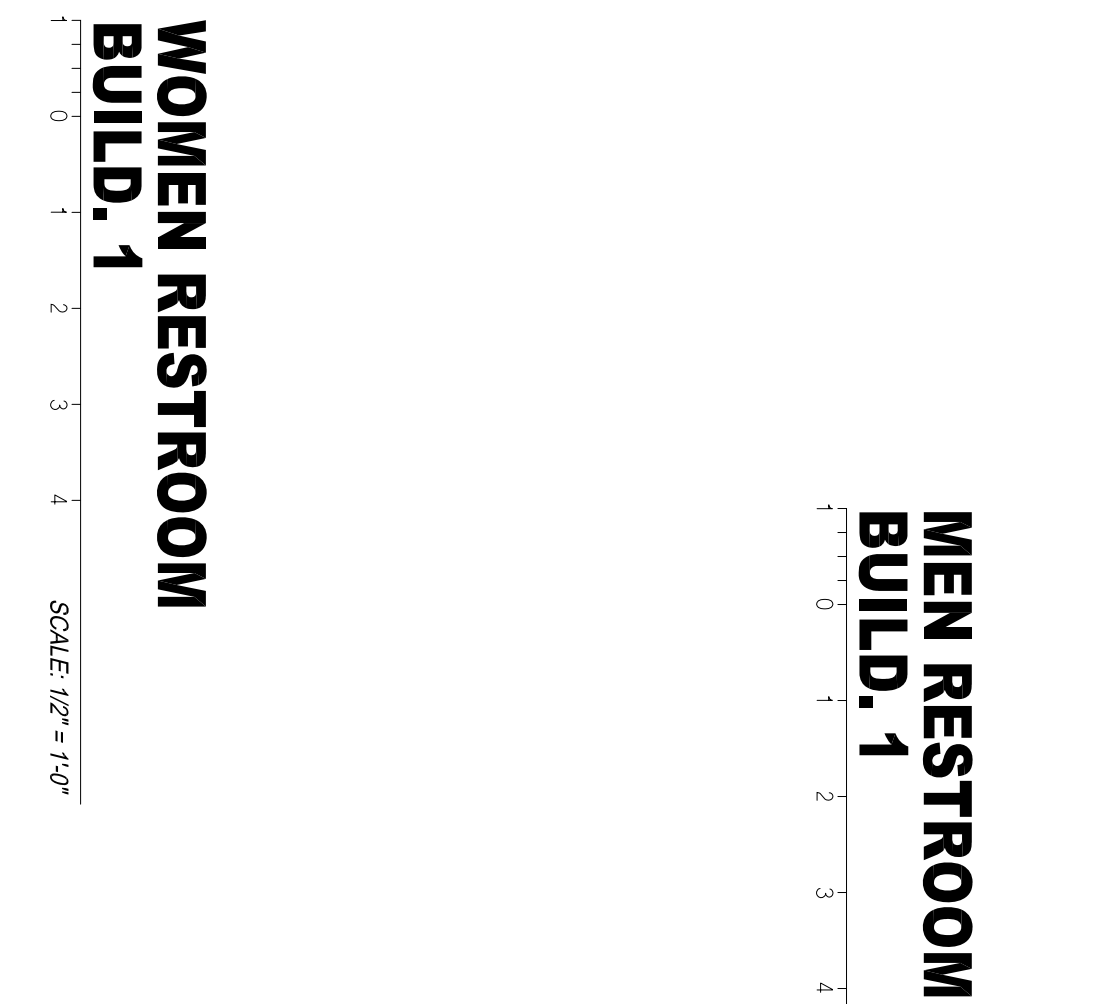 WOMEN RESTROOM
BUILD. 1
1 0 1 2 3 4
SCALE: 1/2" = 1'-0"
MEN RESTROOM
BUILD. 1
1 0 1 2 3 4